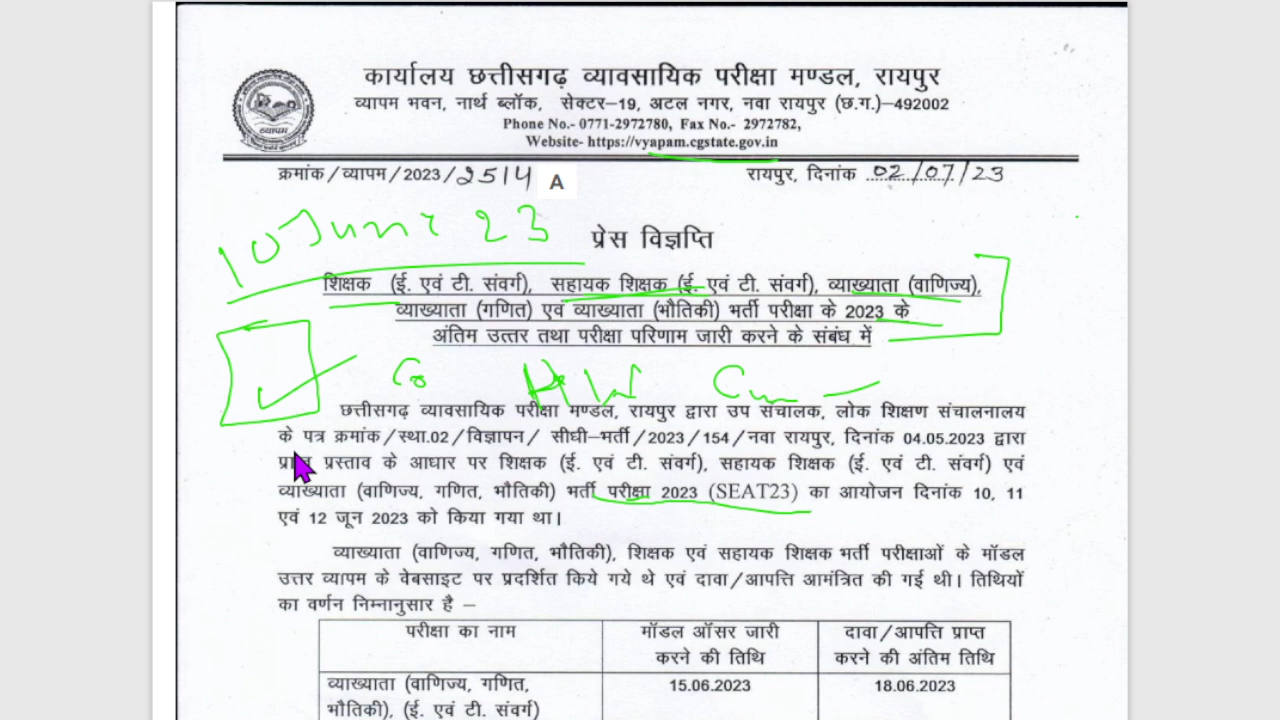 कार्यालय छत्तीसगढ़ व्यावसायिक परीक्षा मण्डल, रायपुर
व्यापम भवन, नार्थ ब्लॉक, सेक्टर–19, अटल नगर, नवा रायपुर (छ.ग.)–492002
Phone No.- 0771-2972780, Fax No.- 2972782,
Website- https://vyapam.cgstate.gov.in
व्यापम
क्रमांक/व्यापम/2023/2514 A रायपुर, दिनांक 02/07/23
10 June 23
प्रेस विज्ञप्ति
शिक्षक (ई. एवं टी. संवर्ग), सहायक शिक्षक (ई. एवं टी. संवर्ग), व्याख्याता (वाणिज्य),
व्याख्याता (गणित) एवं व्याख्याता (भौतिकी) भर्ती परीक्षा के 2023 के
अंतिम उत्तर तथा परीक्षा परिणाम जारी करने के संबंध में
छत्तीसगढ़ व्यावसायिक परीक्षा मण्डल, रायपुर द्वारा उप संचालक, लोक शिक्षण संचालनालय
के पत्र क्रमांक/स्था.02/विज्ञापन/ सीधी–भर्ती/2023/154/नवा रायपुर, दिनांक 04.05.2023 द्वारा
प्राप्त प्रस्ताव के आधार पर शिक्षक (ई. एवं टी. संवर्ग), सहायक शिक्षक (ई. एवं टी. संवर्ग) एवं
व्याख्याता (वाणिज्य, गणित, भौतिकी) भर्ती परीक्षा 2023 (SEAT23) का आयोजन दिनांक 10, 11
एवं 12 जून 2023 को किया गया था।
व्याख्याता (वाणिज्य, गणित, भौतिकी), शिक्षक एवं सहायक शिक्षक भर्ती परीक्षाओं के मॉडल
उत्तर व्यापम के वेबसाइट पर प्रदर्शित किये गये थे एवं दावा/आपत्ति आमंत्रित की गई थी। तिथियों
का वर्णन निम्नानुसार है –
परीक्षा का नाम मॉडल ऑसर जारी दावा/आपत्ति प्राप्त
करने की तिथि करने की अंतिम तिथि
व्याख्याता (वाणिज्य, गणित, 15.06.2023 18.06.2023
भौतिकी), (ई. एवं टी. संवर्ग)